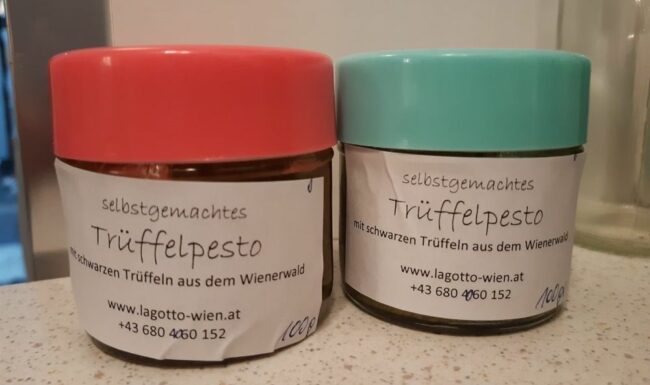 selbstgemachtes
Trüffelpesto
mit schwarzen Trüffeln aus dem Wienerwald
www.lagotto-wien.at
+43 680 4060 152
100g
selbstgemachtes
Trüffelpesto
mit schwarzen Trüffeln aus dem Wienerwald
www.lagotto-wien.at
+43 680 4060 152
100g